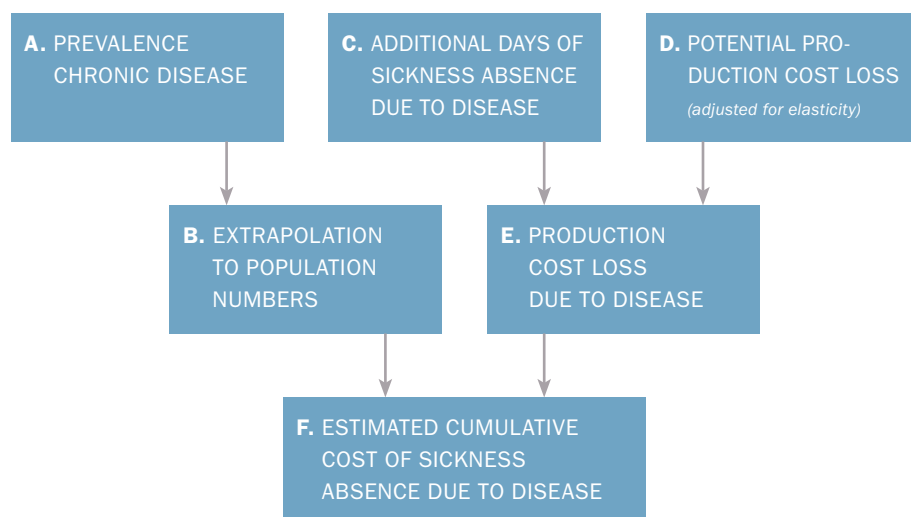 A. PREVALENCE
CHRONIC DISEASE
C. ADDITIONAL DAYS OF
SICKNESS ABSENCE
DUE TO DISEASE
D. POTENTIAL PRO-
DUCTION COST LOSS
(adjusted for elasticity)
B. EXTRAPOLATION
TO POPULATION
NUMBERS
E. PRODUCTION
COST LOSS
DUE TO DISEASE
F. ESTIMATED CUMULATIVE
COST OF SICKNESS
ABSENCE DUE TO DISEASE